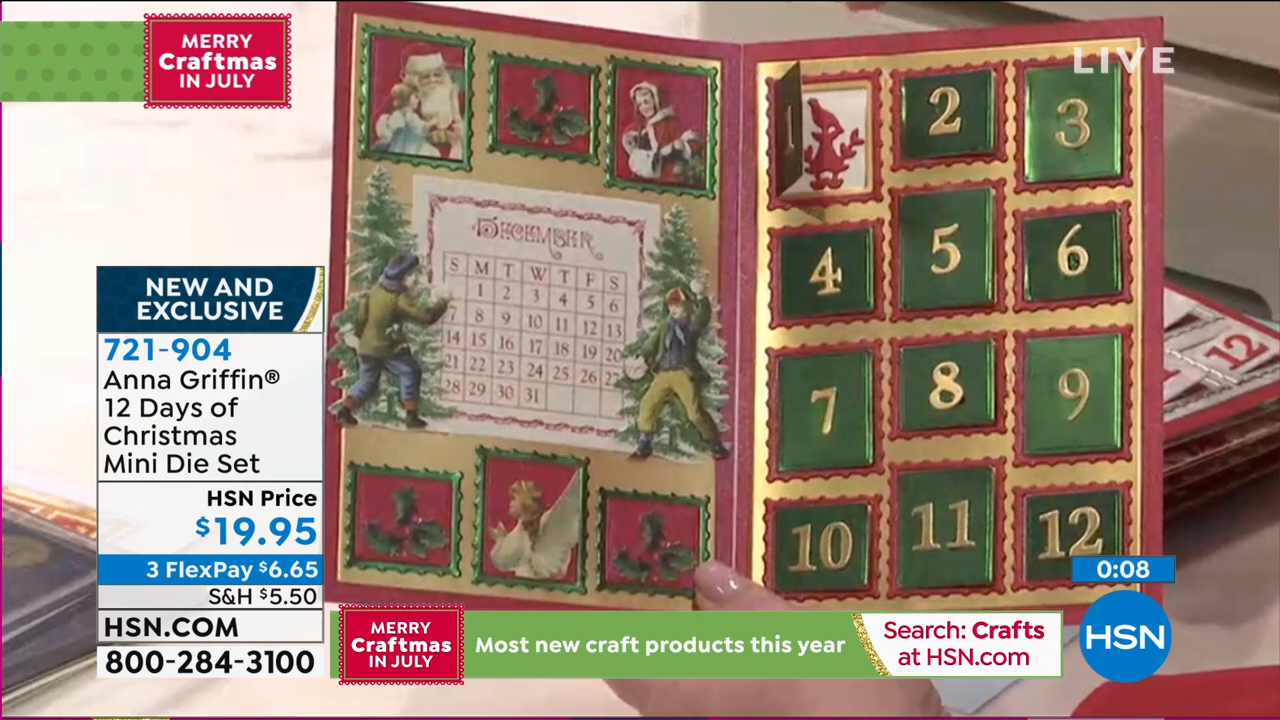 MERRY
Craftmas
IN JULY
LIVE
DECEMBER
S M T W T F S
1 2 3 4 5 6
7 8 9 10 11 12 13
14 15 16 17 18 19 20
21 22 23 24 25 26 27
28 29 30 31
1
2
3
4
5
6
7
8
9
10
11
12
12
NEW AND
EXCLUSIVE
721-904
Anna Griffin®
12 Days of
Christmas
Mini Die Set
HSN Price
$19.95
3 FlexPay $6.65
S&H $5.50
HSN.COM
800-284-3100
0:08
MERRY
Craftmas
IN JULY
Most new craft products this year
Search: Crafts
at HSN.com
HSN